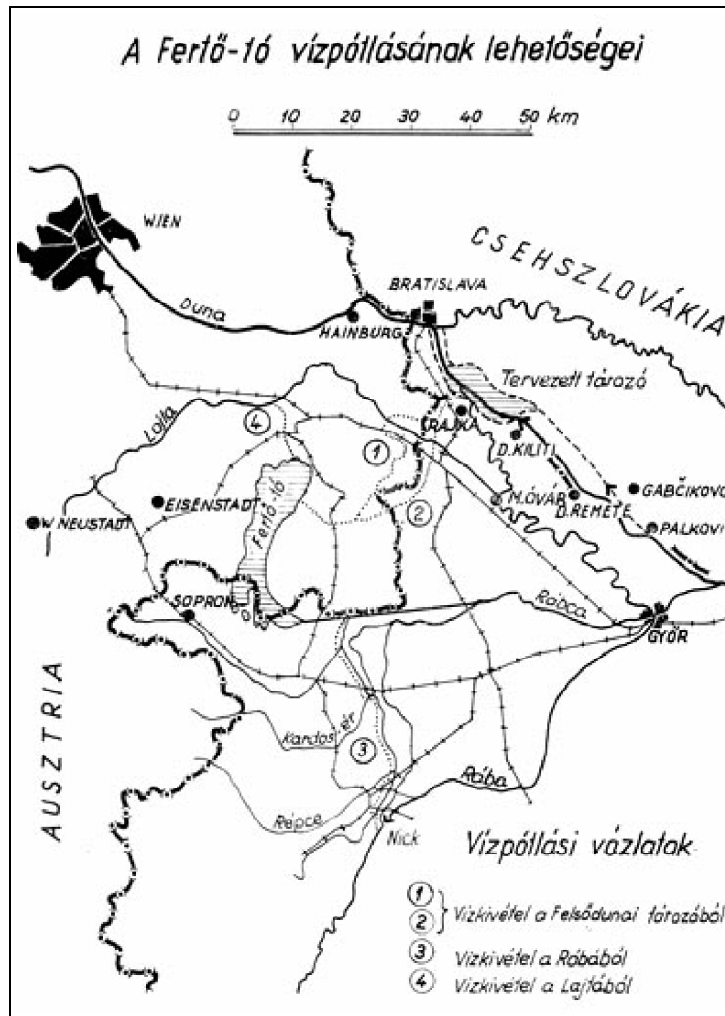 A Fertő-tó vízpótlásának lehetőségei
0 10 20 30 40 50 km
WIEN
CSEHSZLOVÁKIA
BRATISLAVA
Duna
HAINBURG
Tervezett tározó
Lajta
4
RAJKA
1
D.KILITI
GABČIKOVO
EISENSTADT
M.ÓVÁR
2
D.REMETE
W.NEUSTADT
Fertő-tó
PALKOVI
SOPRON
Rábca
GYŐR
AUSZTRIA
Kardos-ér
3
Rába
Répce
Nick
Vízpótlási vázlatok
1
2 Vízkivétel a Felsődunai tározóból
3 Vízkivétel a Rábából
4 Vízkivétel a Lajtából